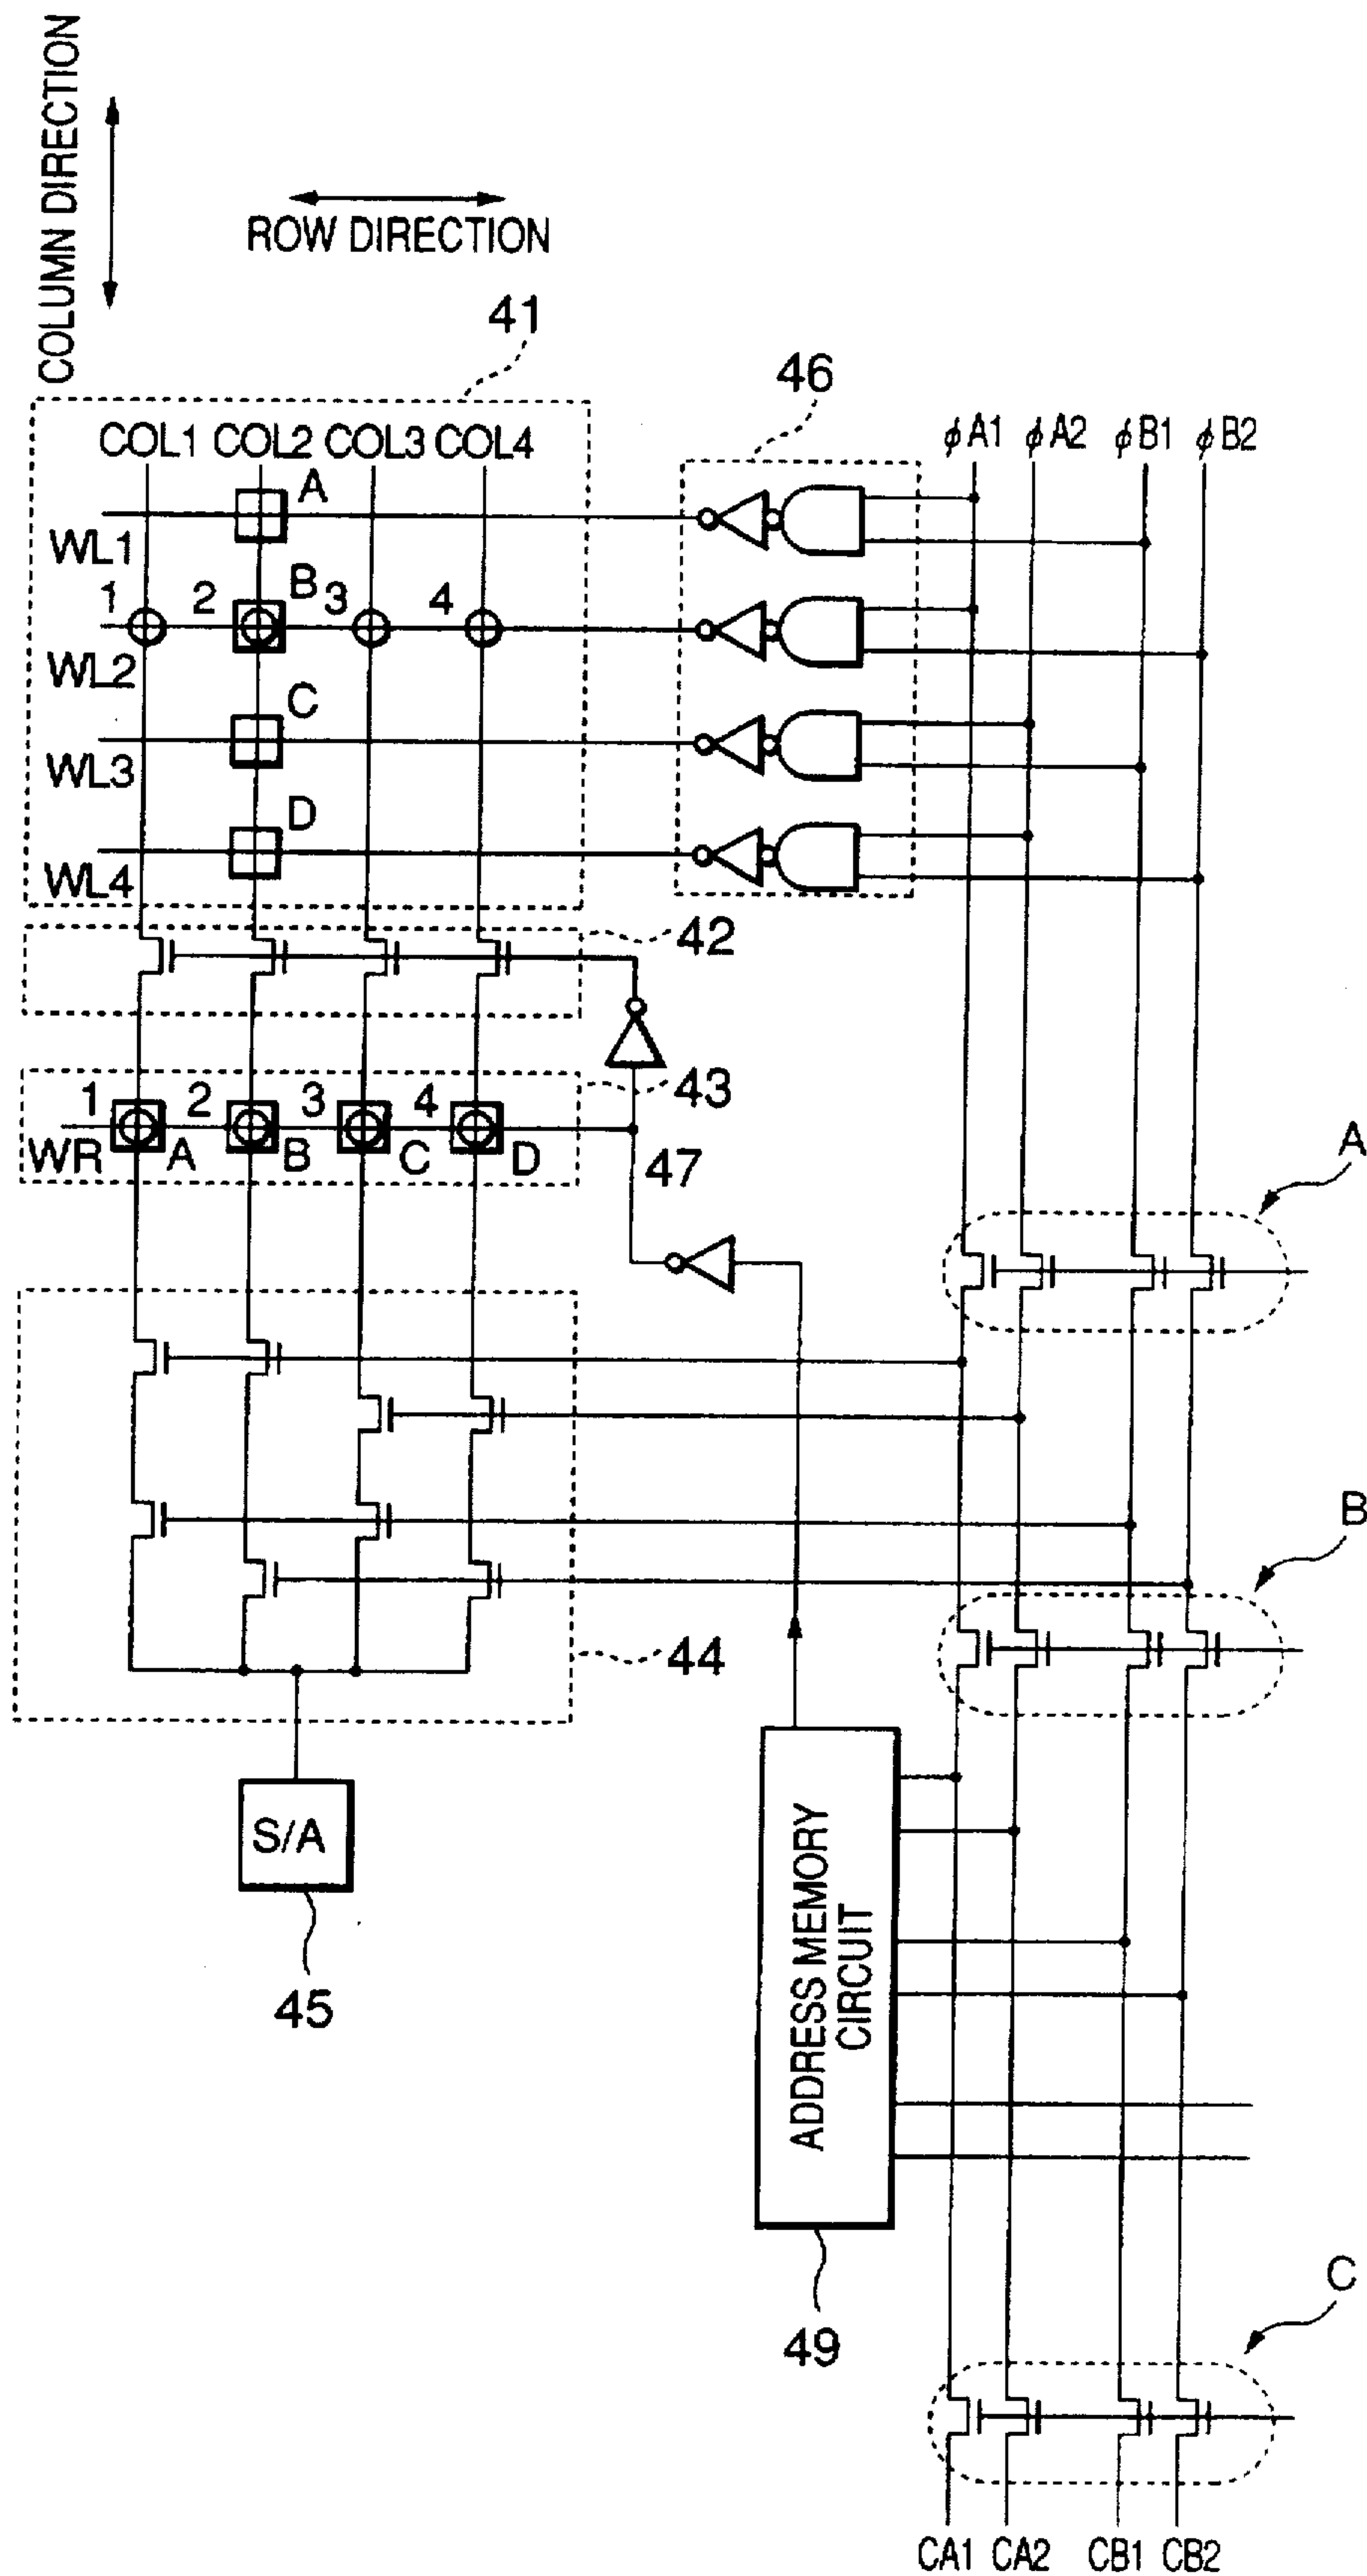 COLUMN DIRECTION
ROW DIRECTION
41
46
COL1 COL2 COL3 COL4
φA1 φA2 φB1 φB2
A
WL1
1 2 B 3 4
WL2
C
WL3
D
WL4
42
43
1 2 3 4
WR A B C D
47
A
B
44
S/A
45
ADDRESS MEMORY
CIRCUIT
49
C
CA1 CA2 CB1 CB2